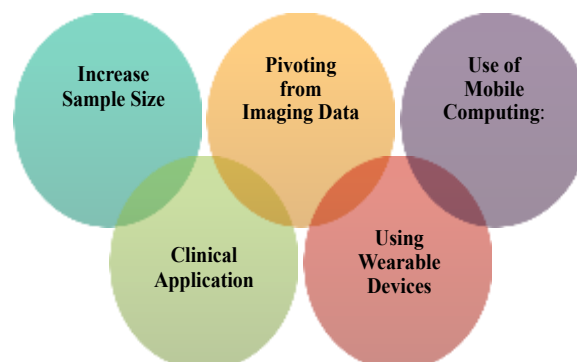 Increase
Sample Size
Pivoting
from
Imaging Data
Use of
Mobile
Computing:
Clinical
Application
Using
Wearable
Devices